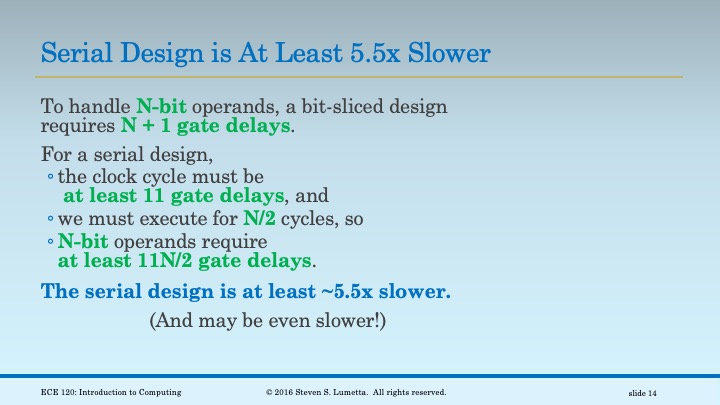 Serial Design is At Least 5.5x Slower
To handle N-bit operands, a bit-sliced design
requires N + 1 gate delays.
For a serial design,
◦ the clock cycle must be
at least 11 gate delays, and
◦ we must execute for N/2 cycles, so
◦ N-bit operands require
at least 11N/2 gate delays.
The serial design is at least ~5.5x slower.
(And may be even slower!)
ECE 120: Introduction to Computing © 2016 Steven S. Lumetta. All rights reserved. slide 14